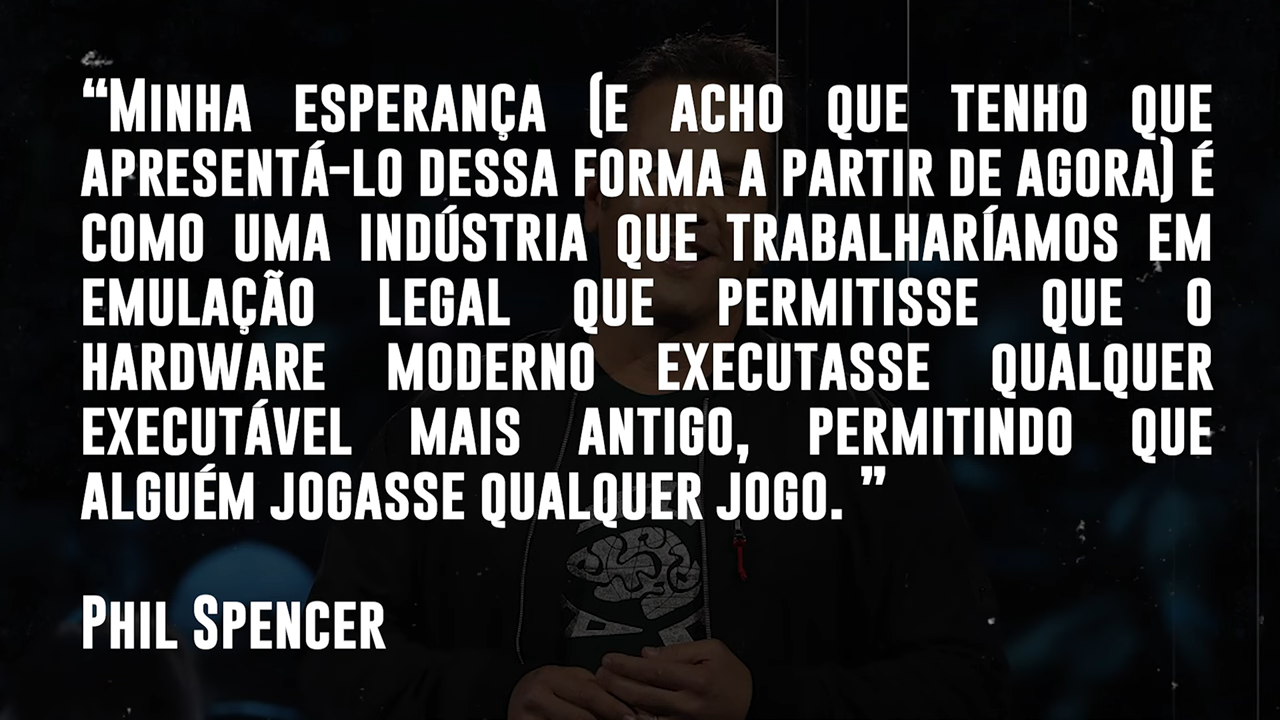 “Minha esperança (e acho que tenho que
apresentá-lo dessa forma a partir de agora) é
como uma indústria que trabalharíamos em
emulação legal que permitisse que o
hardware moderno executasse qualquer
executável mais antigo, permitindo que
alguém jogasse qualquer jogo. ”
Phil Spencer